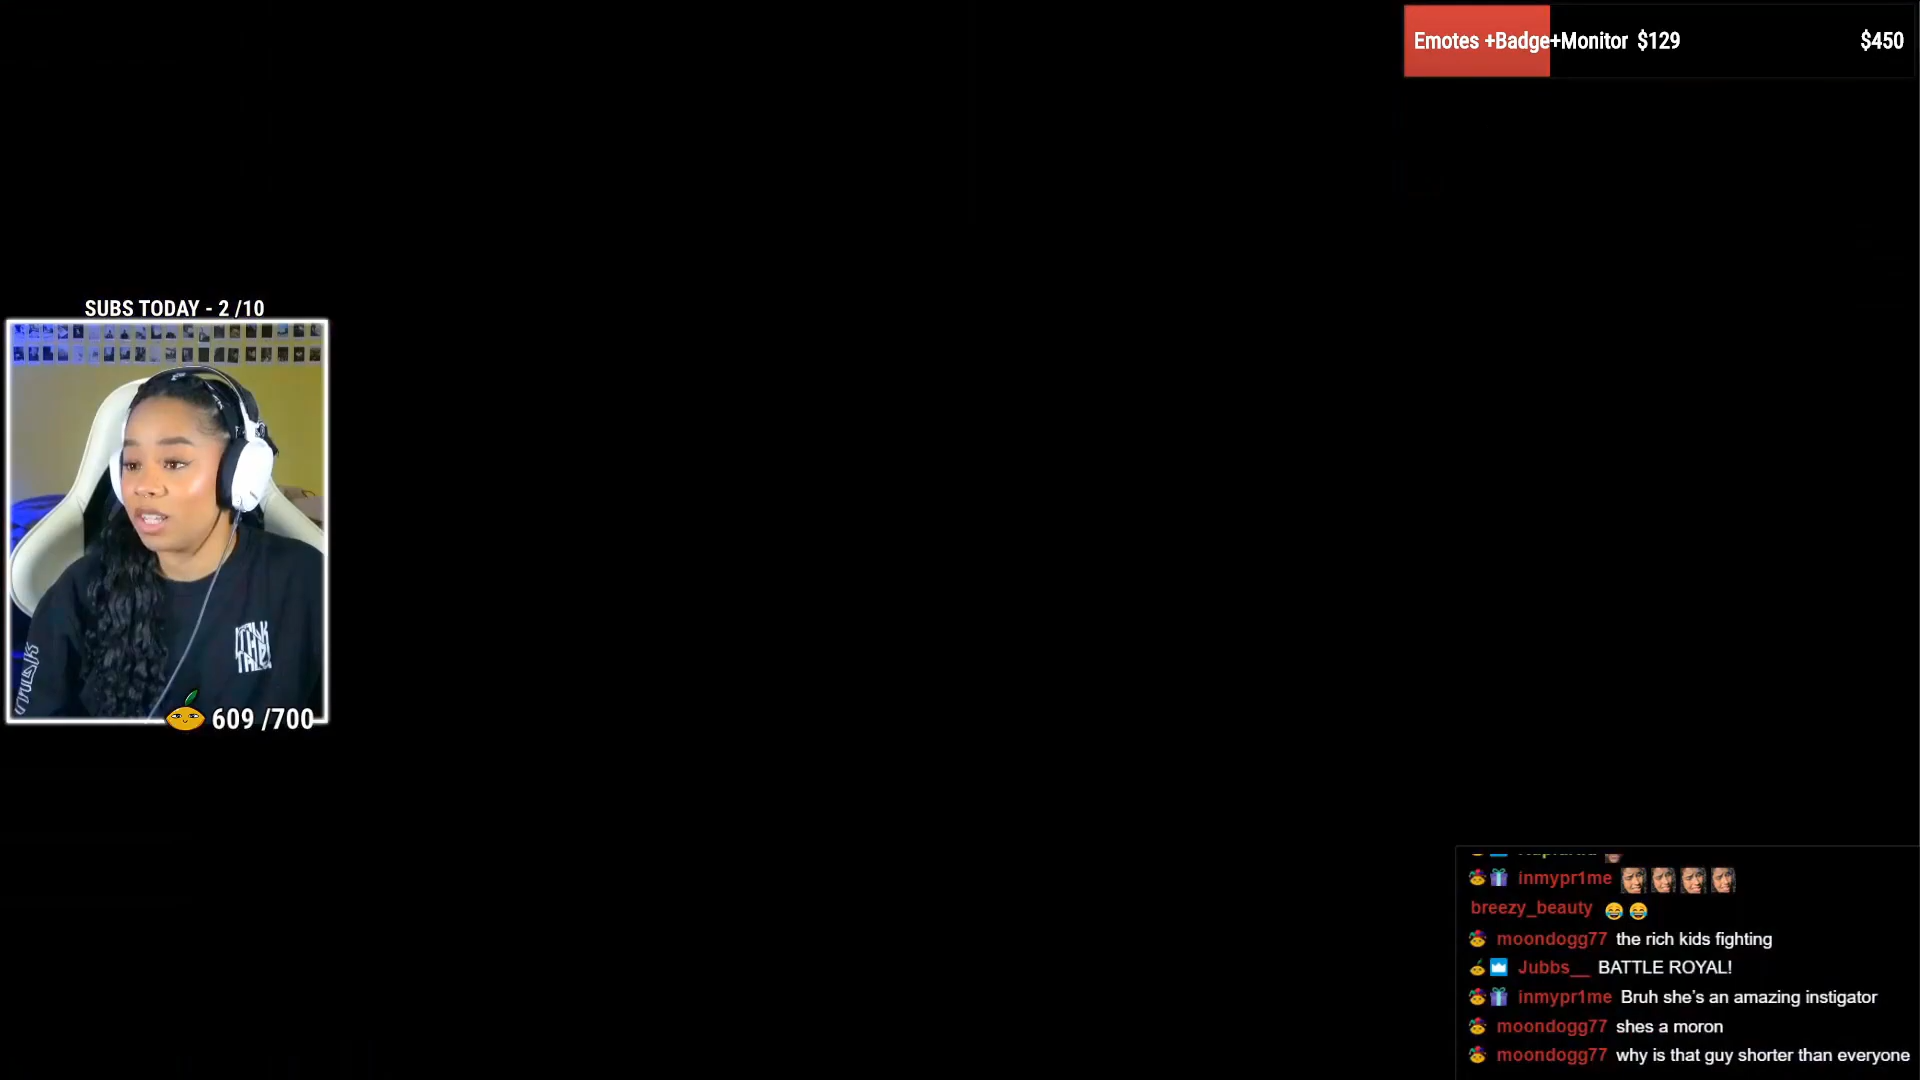 Emotes +Badge+Monitor $129 $450
SUBS TODAY - 2 /10
TALK
609 /700
inmypr1me
breezy_beauty
moondogg77 the rich kids fighting
Jubbs__ BATTLE ROYAL!
inmypr1me Bruh she's an amazing instigator
moondogg77 shes a moron
moondogg77 why is that guy shorter than everyone